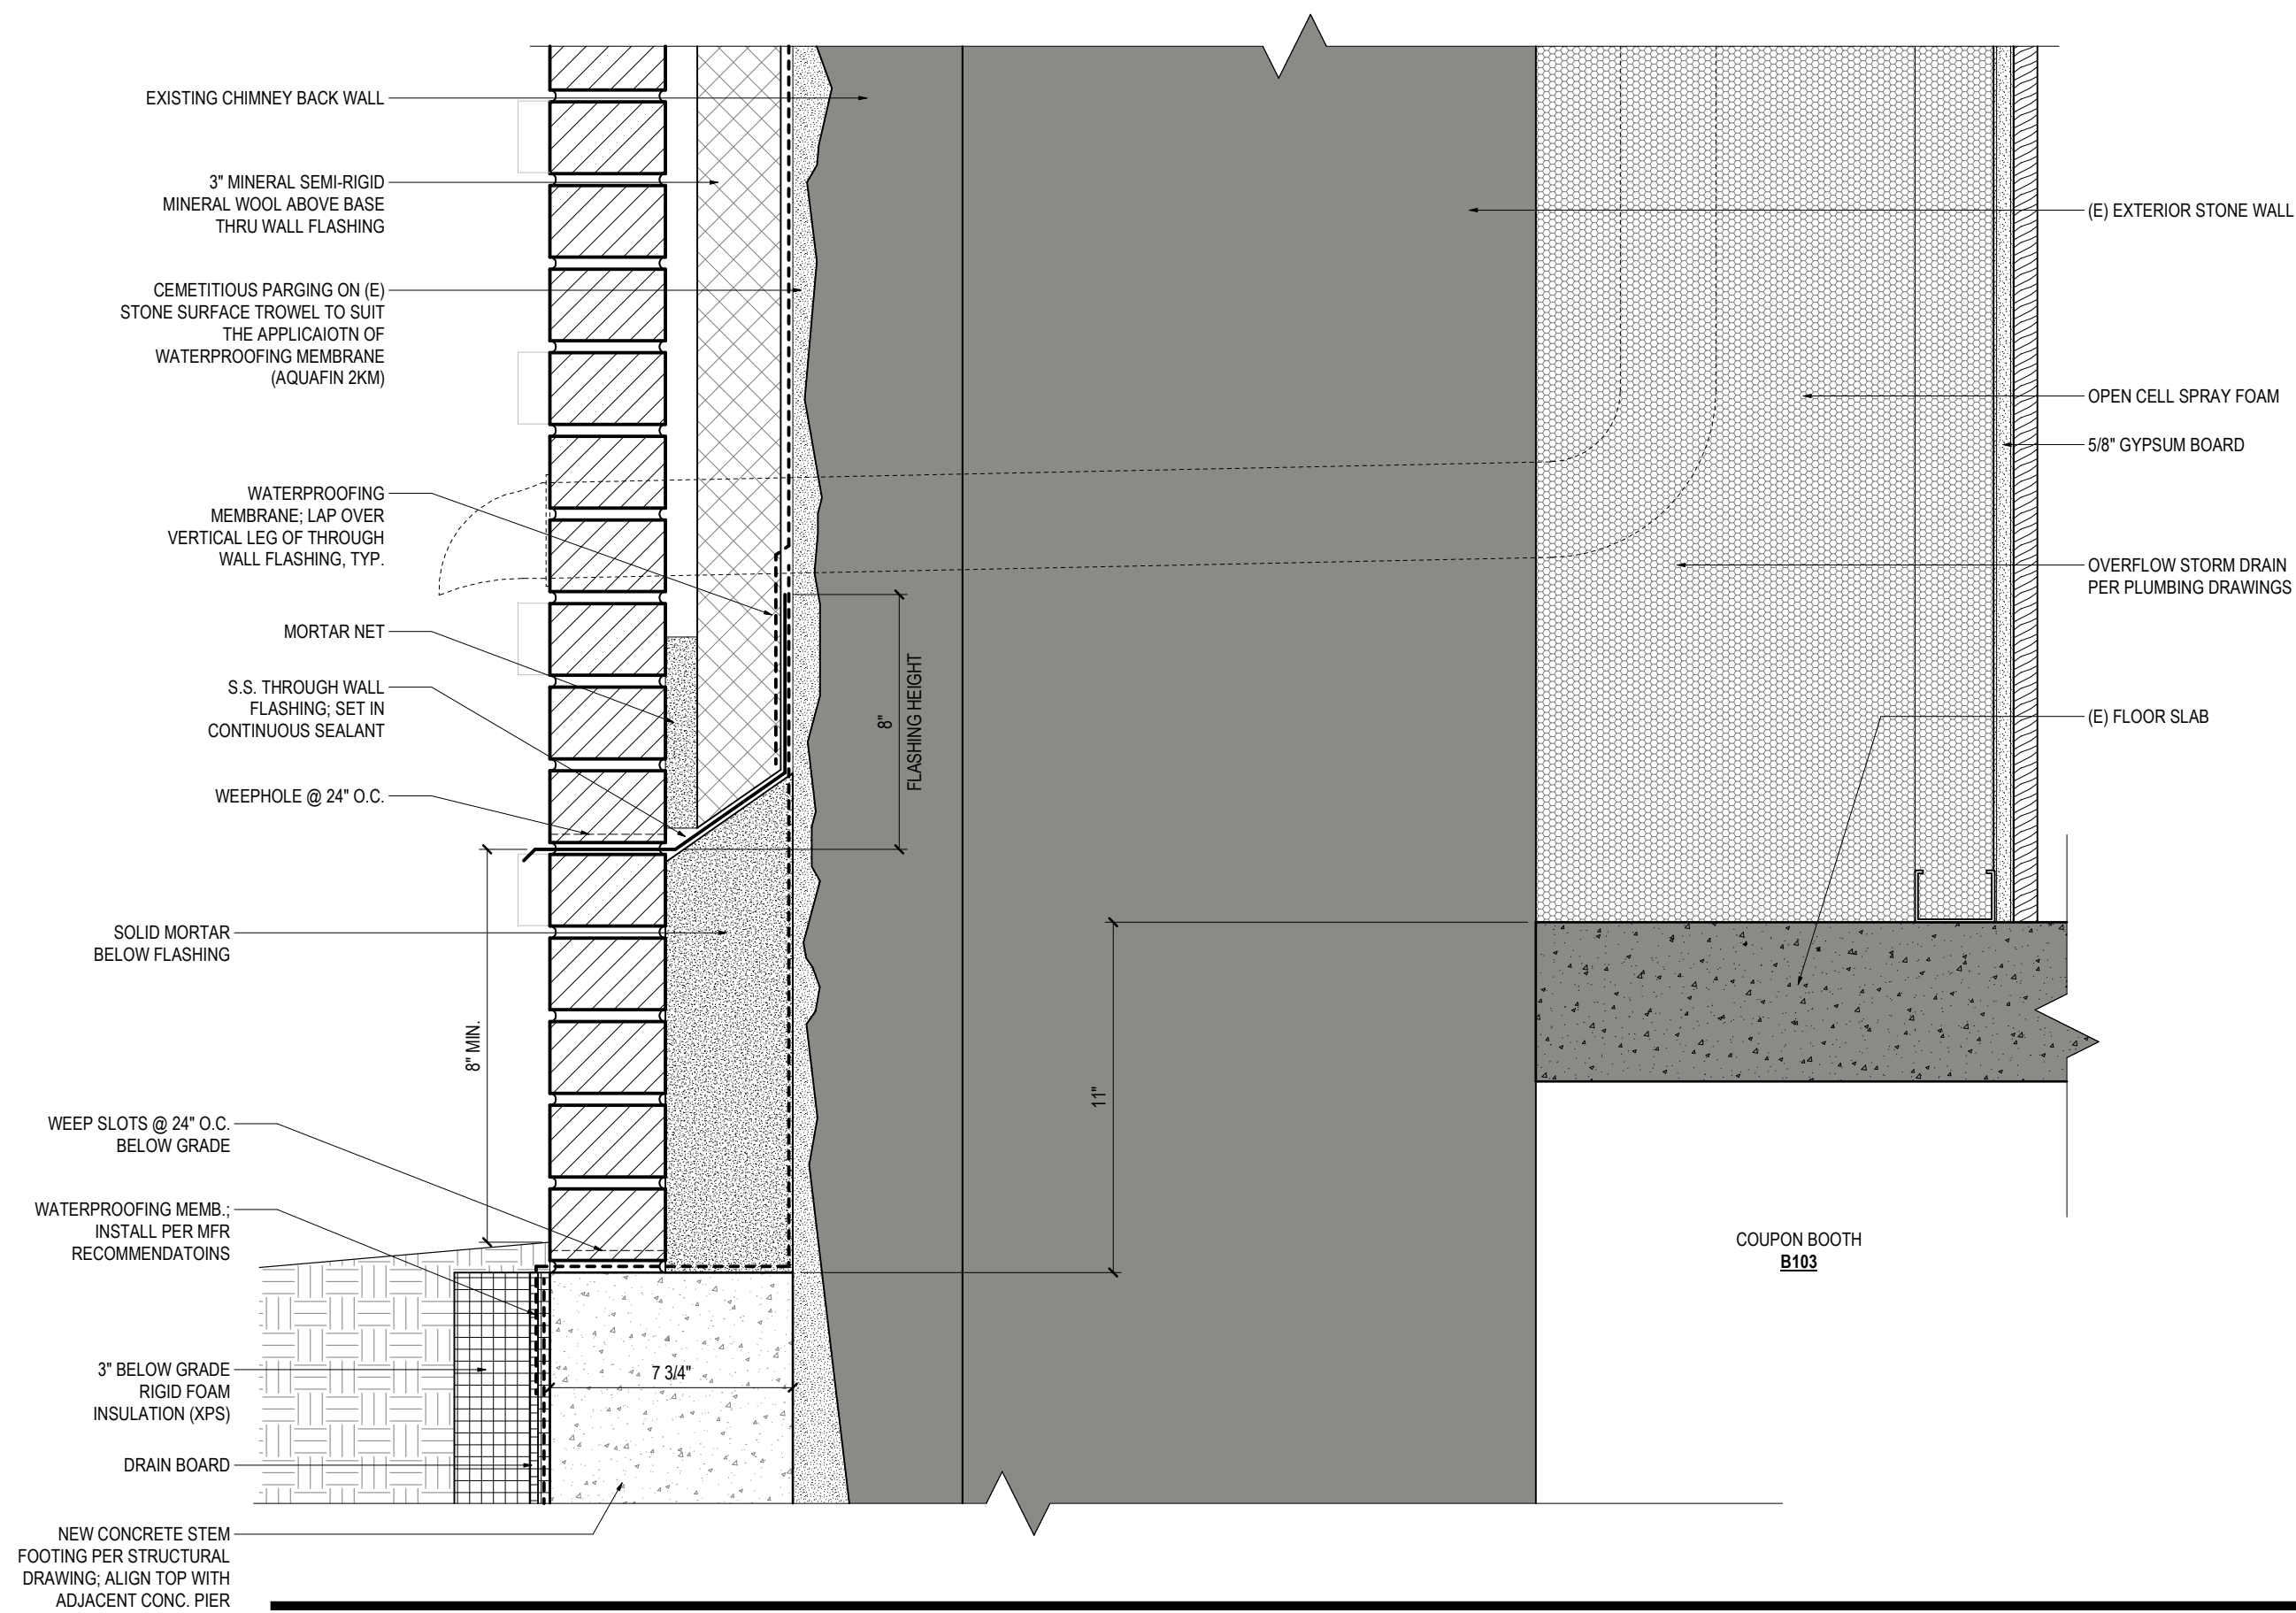 EXISTING CHIMNEY BACK WALL
3" MINERAL SEMI-RIGID
MINERAL WOOL ABOVE BASE
THRU WALL FLASHING
CEMETITIOUS PARGING ON (E)
STONE SURFACE TROWEL TO SUIT
THE APPLICAIOTN OF
WATERPROOFING MEMBRANE
(AQUAFIN 2KM)
WATERPROOFING
MEMBRANE; LAP OVER
VERTICAL LEG OF THROUGH
WALL FLASHING, TYP.
MORTAR NET
S.S. THROUGH WALL
FLASHING; SET IN
CONTINUOUS SEALANT
WEEPHOLE @ 24" O.C.
SOLID MORTAR
BELOW FLASHING
8" MIN.
WEEP SLOTS @ 24" O.C.
BELOW GRADE
WATERPROOFING MEMB.;
INSTALL PER MFR
RECOMMENDATOINS
3" BELOW GRADE
RIGID FOAM
INSULATION (XPS)
DRAIN BOARD
NEW CONCRETE STEM
FOOTING PER STRUCTURAL
DRAWING; ALIGN TOP WITH
ADJACENT CONC. PIER
7 3/4"
8"
FLASHING HEIGHT
11"
(E) EXTERIOR STONE WALL
OPEN CELL SPRAY FOAM
5/8" GYPSUM BOARD
OVERFLOW STORM DRAIN
PER PLUMBING DRAWINGS
(E) FLOOR SLAB
COUPON BOOTH
B103